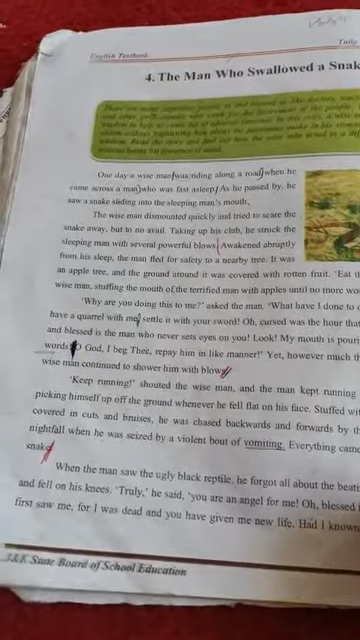 English Textbook
Tulip
4. The Man Who Swallowed a Snak
One day a wise man was riding along a road when he
came across a man who was fast asleep. As he passed by, he
saw a snake sliding into the sleeping man's mouth.
The wise man dismounted quickly and tried to scare the
snake away, but to no avail. Taking up his club, he struck the
sleeping man with several powerful blows. Awakened abruptly
from his sleep, the man fled for safety to a nearby tree. It was
an apple tree, and the ground around it was covered with rotten fruit. 'Eat th
wise man, stuffing the mouth of the terrified man with apples until no more wo
'Why are you doing this to me?' asked the man. 'What have I done to
have a quarrel with me, settle it with your sword! Oh, cursed was the hour that
and blessed is the man who never sets eyes on you! Look! My mouth is pouri
words O God, I beg Thee, repay him in like manner!' Yet, however much th
wise man continued to shower him with blows.
'Keep running!' shouted the wise man, and the man kept running
picking himself up off the ground whenever he fell flat on his face. Stuffed wit
covered in cuts and bruises, he was chased backwards and forwards by th
nightfall when he was seized by a violent bout of vomiting. Everything came
snake
When the man saw the ugly black reptile, he forgot all about the beati
and fell on his knees. 'Truly,' he said, 'you are an angel for me! Oh, blessed i
first saw me, for I was dead and you have given me new life. Had I known
J&K State Board of School Education